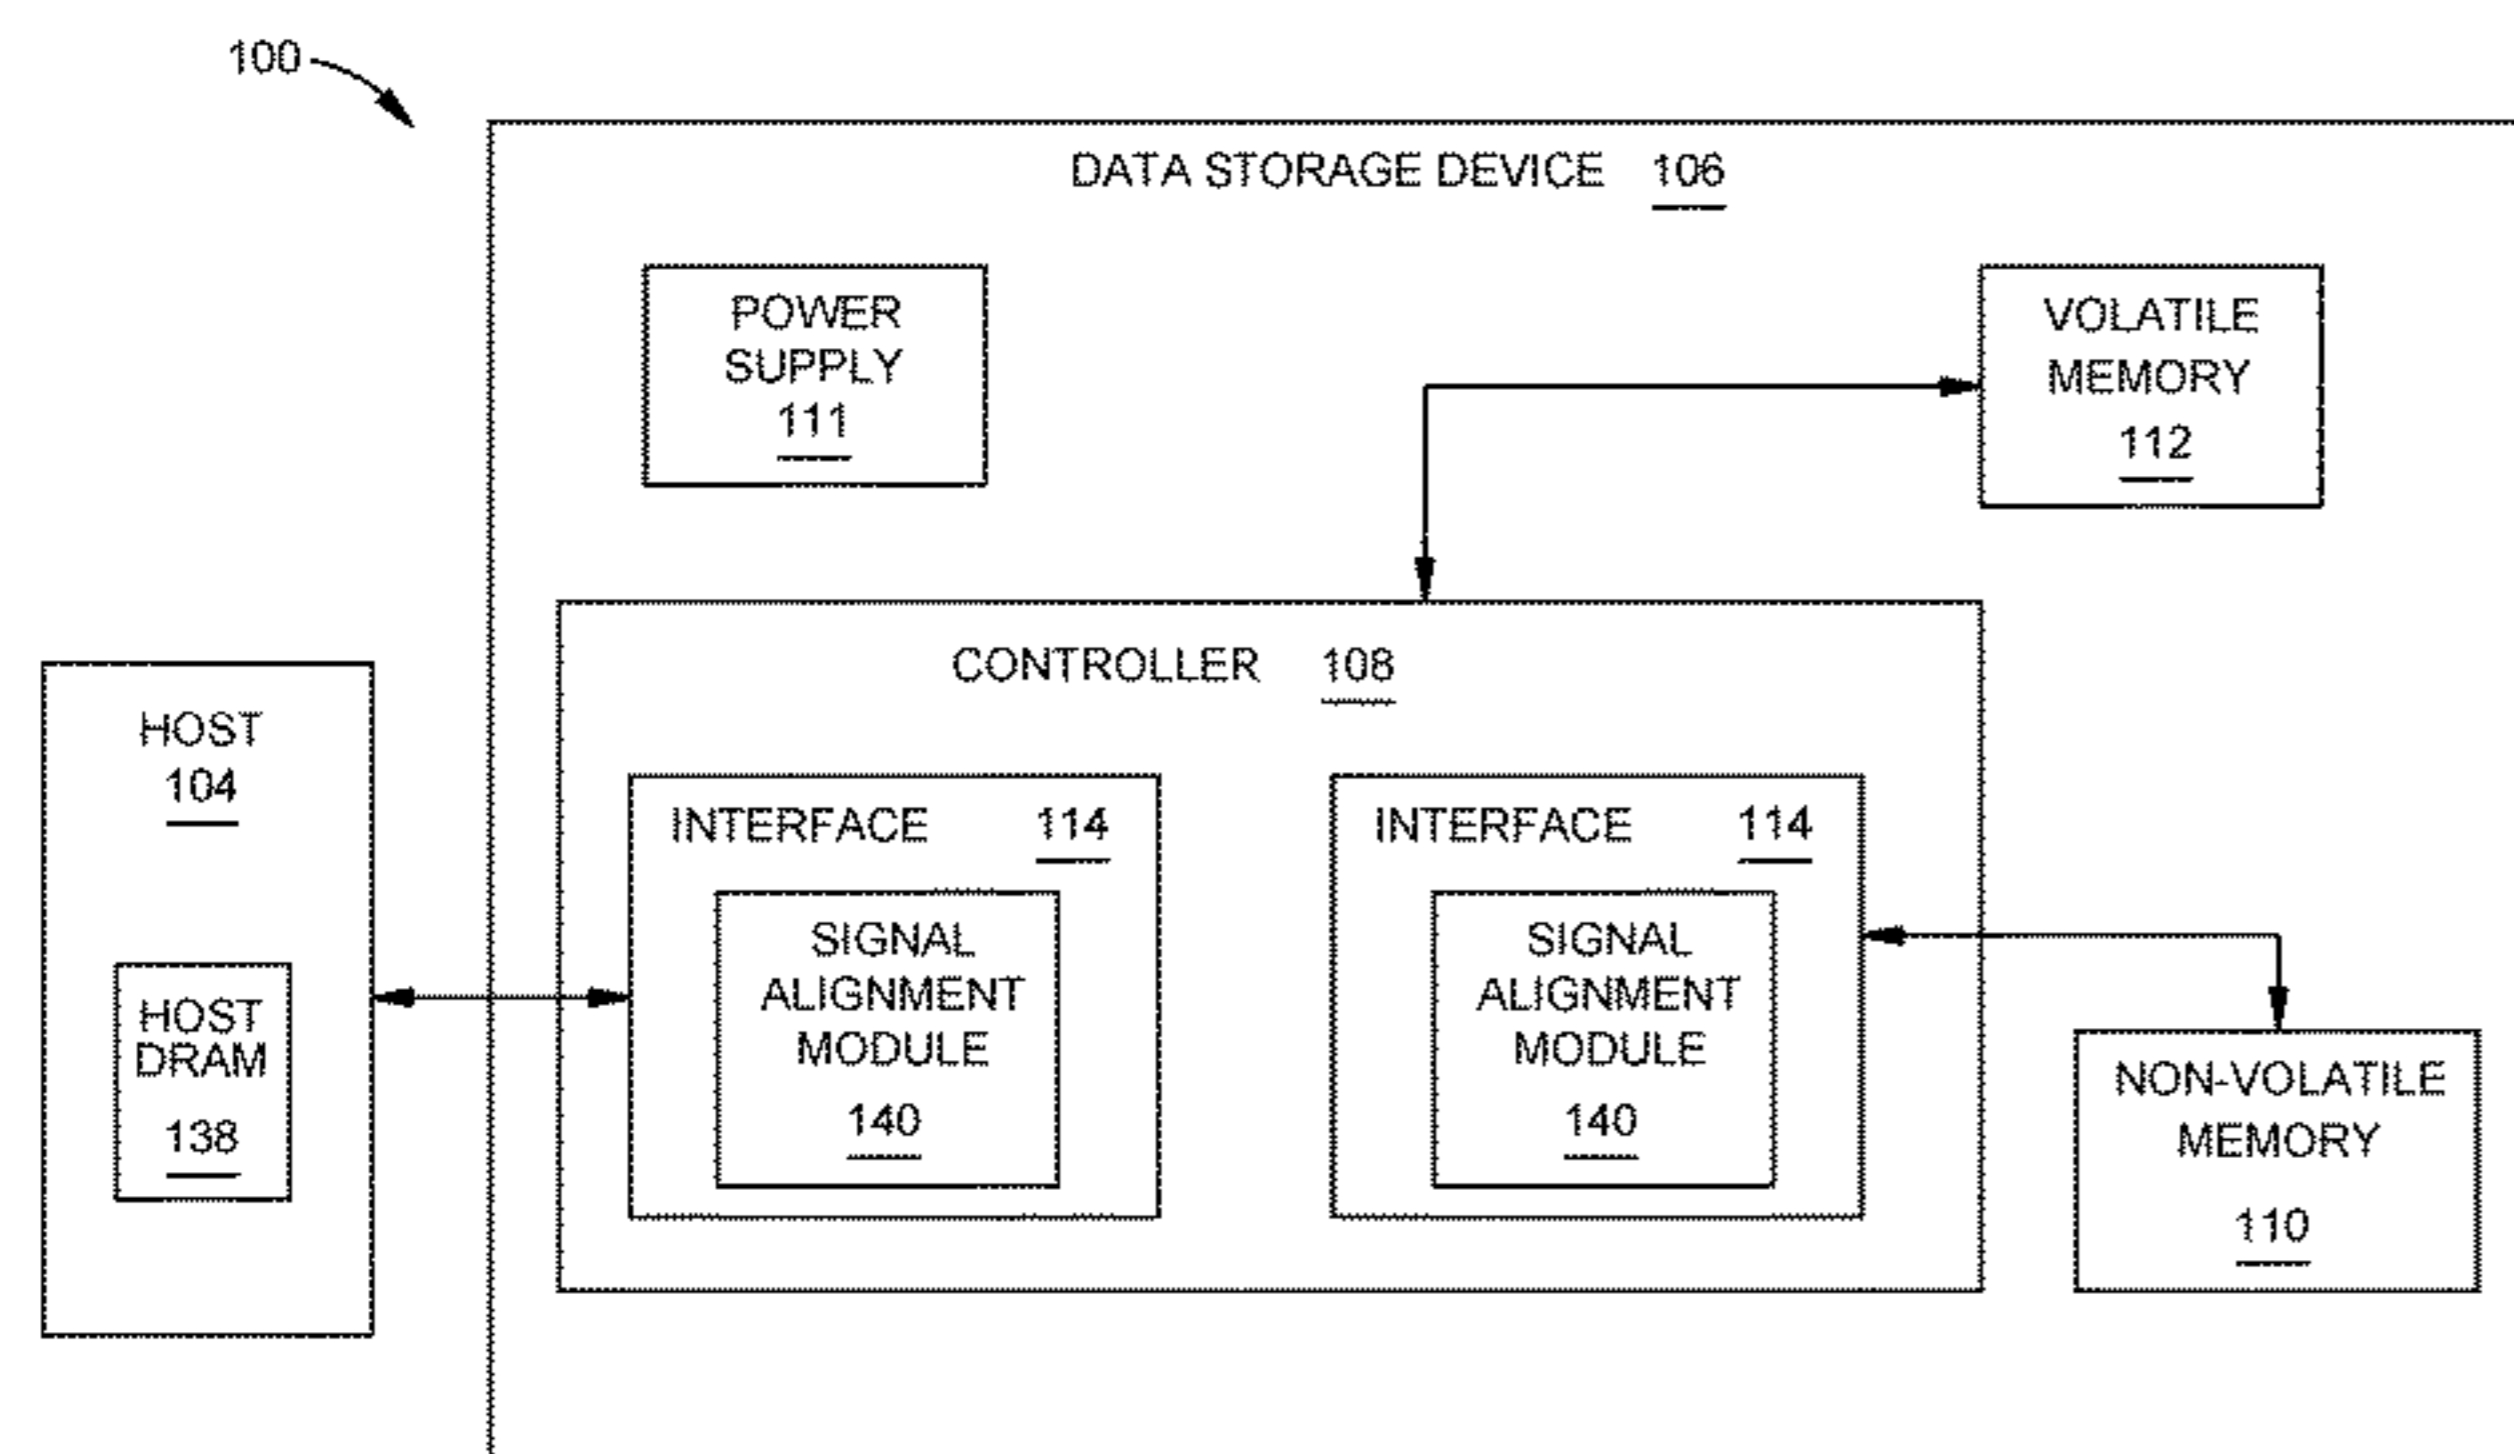 100
DATA STORAGE DEVICE 106
POWER
SUPPLY
111
VOLATILE
MEMORY
112
CONTROLLER 108
HOST
104
HOST
DRAM
138
INTERFACE 114
SIGNAL
ALIGNMENT
MODULE
140
INTERFACE 114
SIGNAL
ALIGNMENT
MODULE
140
NON-VOLATILE
MEMORY
110